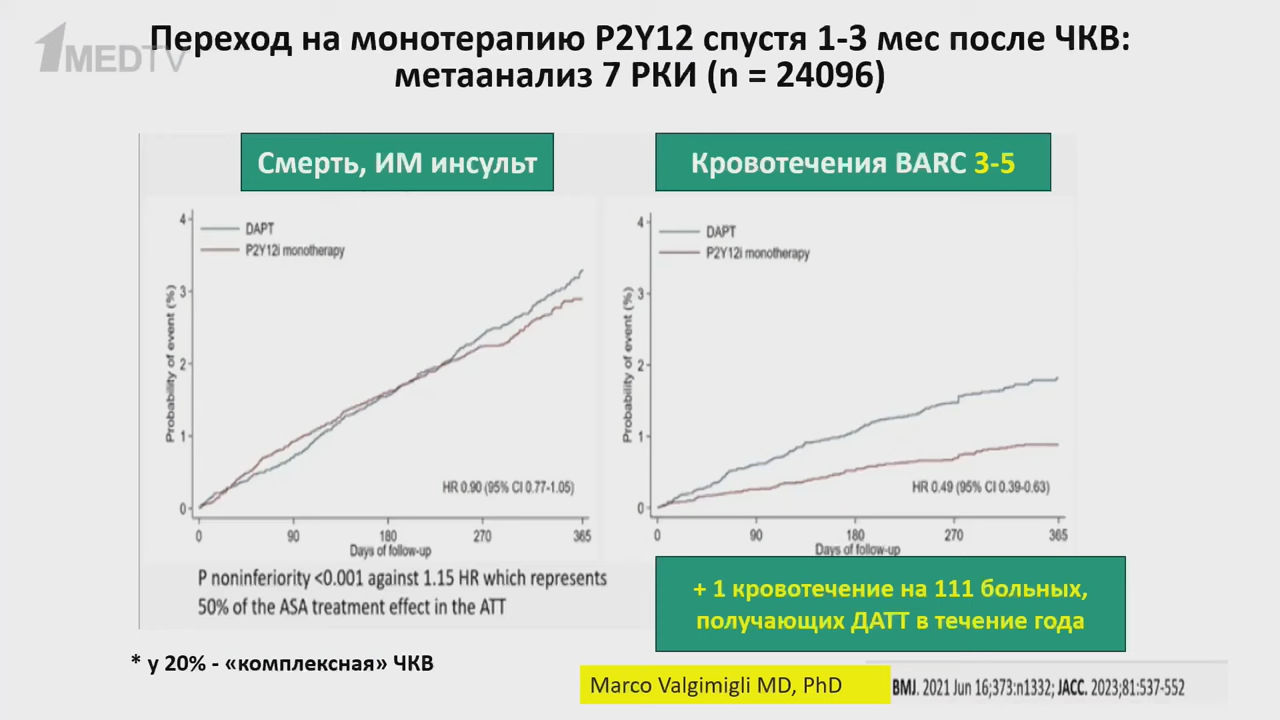 1MEDTV
Переход на монотерапию P2Y12 спустя 1-3 мес после ЧКВ:
метаанализ 7 РКИ (n = 24096)
Смерть, ИМ инсульт
Кровотечения BARC 3-5
4
3
2
1
0
Probability of event (%)
DAPT
P2Y12i monotherapy
HR 0.90 (95% CI 0.77-1.05)
0 90 180 270 365
Days of follow-up
4
3
2
1
0
Probability of event (%)
DAPT
P2Y12i monotherapy
HR 0.49 (95% CI 0.39-0.63)
0 90 180 270 365
Days of follow-up
P noninferiority <0.001 against 1.15 HR which represents
50% of the ASA treatment effect in the ATT
+ 1 кровотечение на 111 больных,
получающих ДАТТ в течение года
* у 20% - «комплексная» ЧКВ
Marco Valgimigli MD, PhD
BMJ. 2021 Jun 16;373:n1332; JACC. 2023;81:537-552